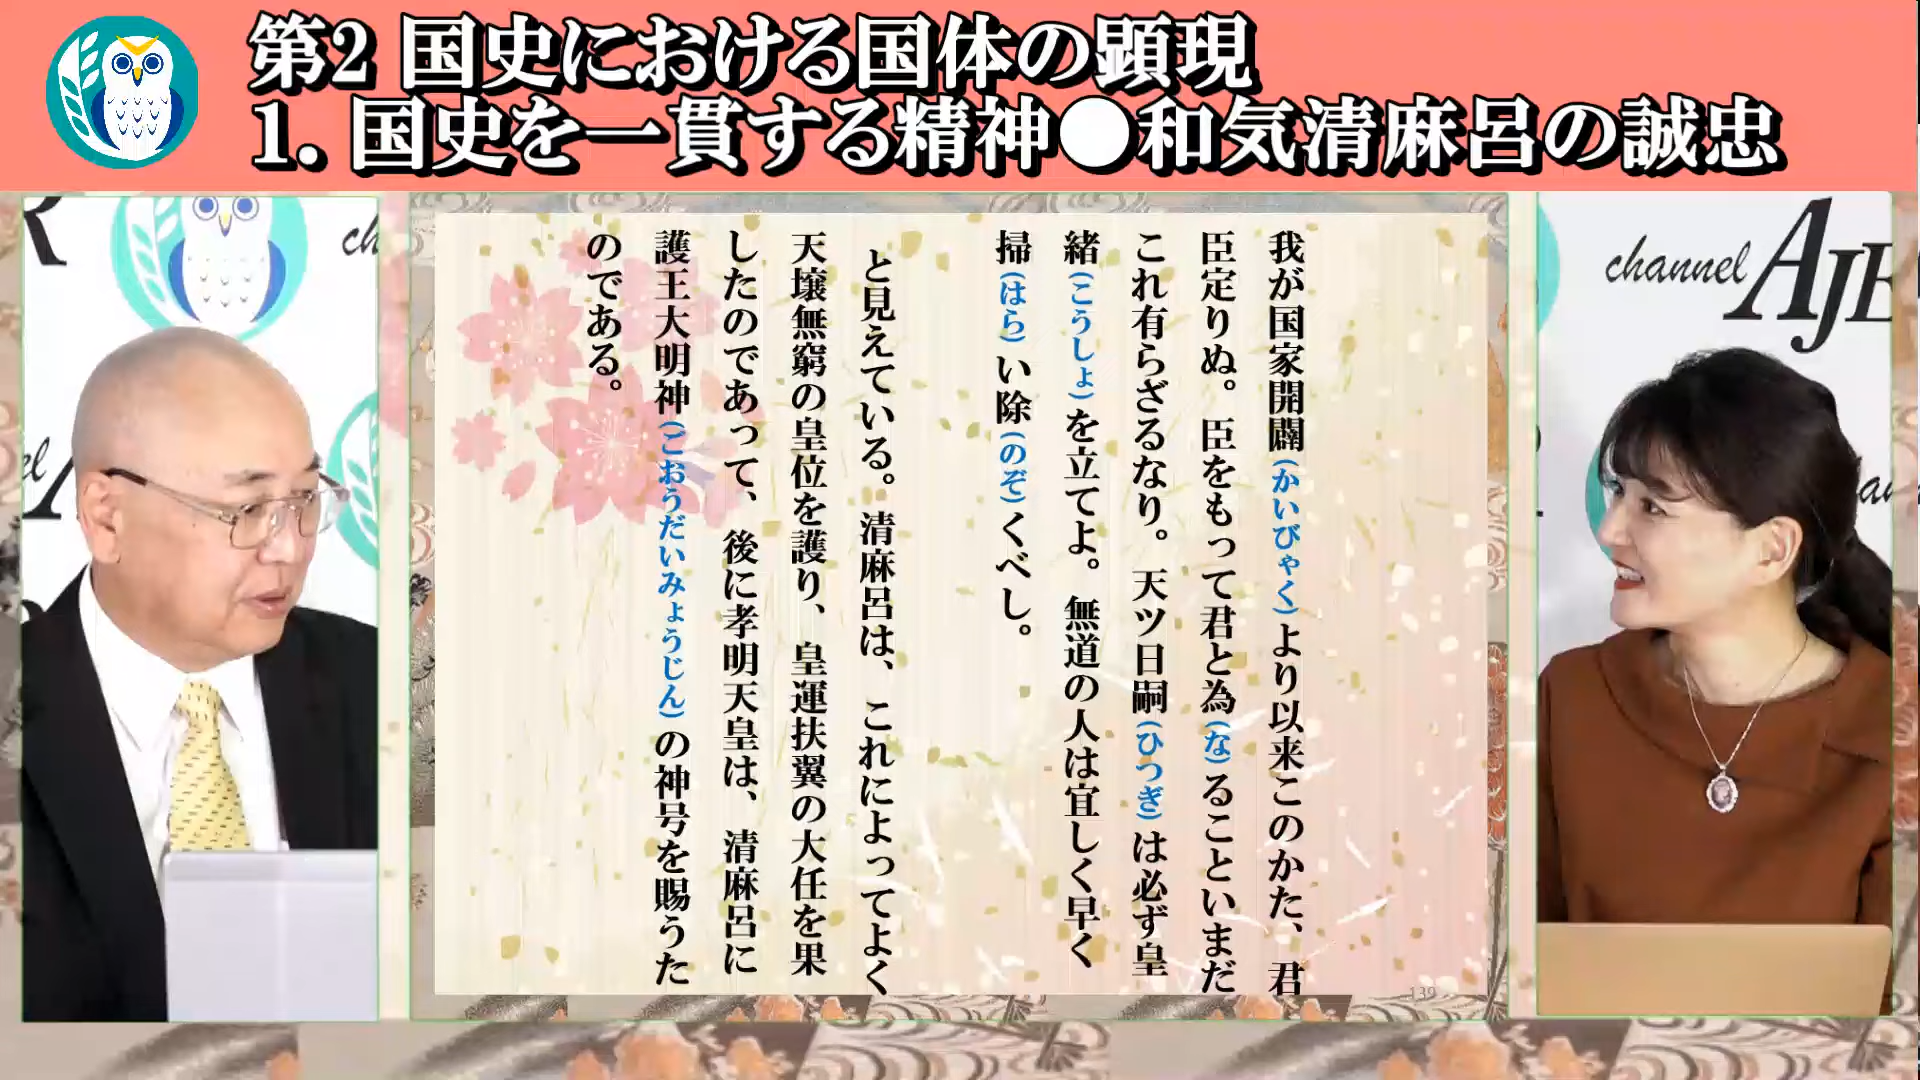 第2 国史における国体の顕現
1. 国史を一貫する精神●和気清麻呂の誠忠
我が国家開闢(かいびゃく)より以来このかた、君
臣定りぬ。臣をもって君と為(な)ることいまだ
これ有らざるなり。天ツ日嗣(ひつぎ)は必ず皇
緒(こうしょ)を立てよ。無道の人は宜しく早く
掃(はら)い除(のぞ)くべし。
と見えている。清麻呂は、これによってよく
天壌無窮の皇位を護り、皇運扶翼の大任を果
したのであって、後に孝明天皇は、清麻呂に
護王大明神(ごおうだいみょうじん)の神号を賜うた
のである。
139
channel
AJE